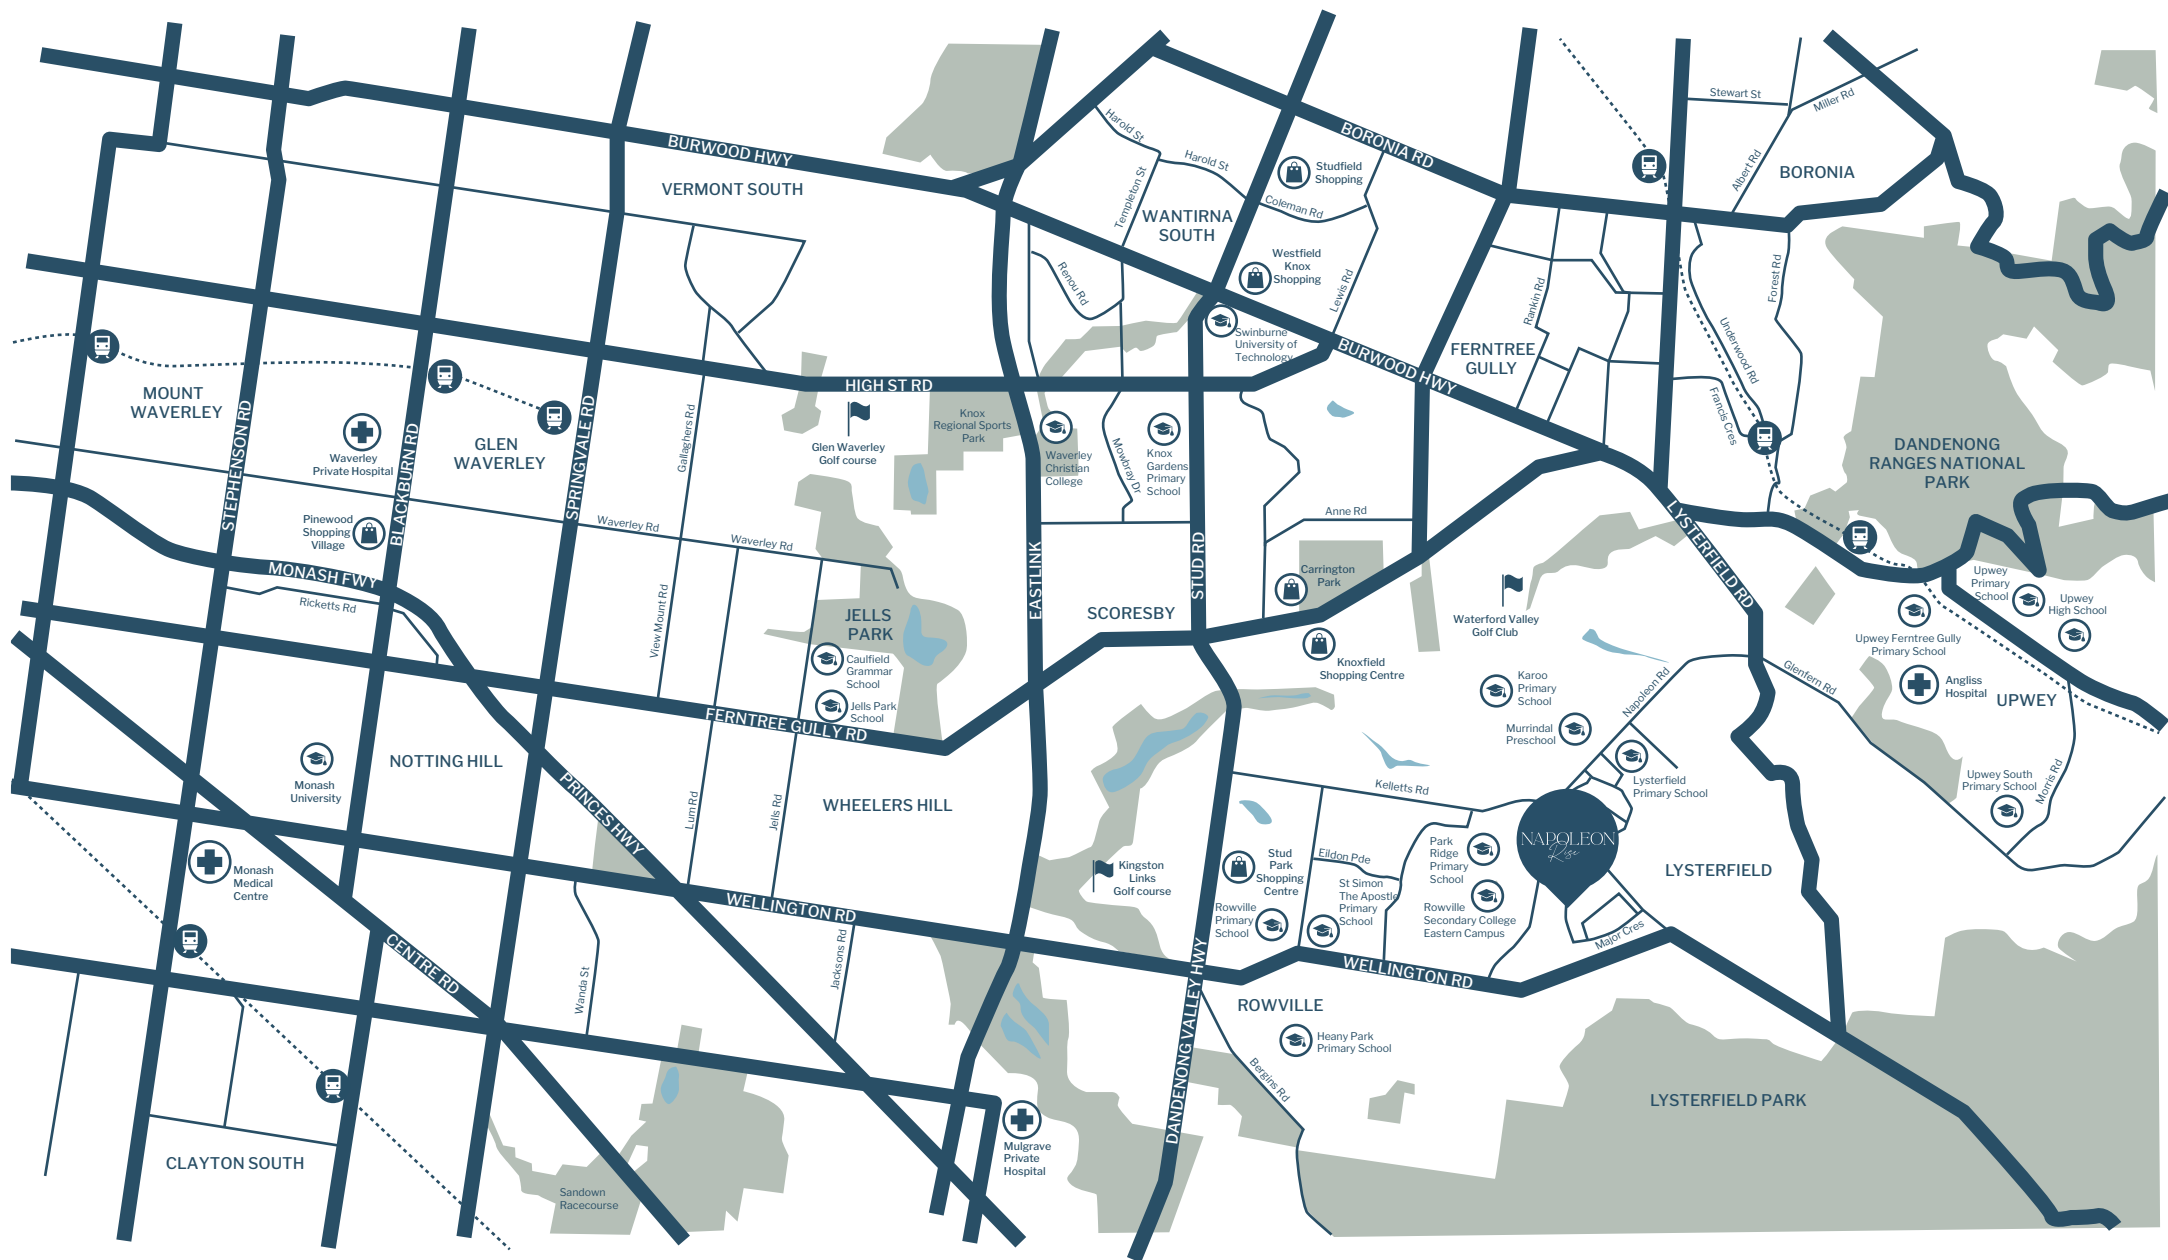 BURWOOD HWY
VERMONT SOUTH
Harold St
Harold St
Templeton St
WANTIRNA
SOUTH
BORONIA RD
Studfield
Shopping
Coleman Rd
Westfield
Knox
Shopping
Lewis Rd
Renou Rd
Stewart St
Miller Rd
Albert Rd
BORONIA
Forest Rd
Rankin Rd
Underwood Rd
Francis Cres
FERNTREE
GULLY
BURWOOD HWY
Swinburne
University of
Technology
HIGH ST RD
MOUNT
WAVERLEY
STEPHENSON RD
Waverley
Private Hospital
BLACKBURN RD
GLEN
WAVERLEY
SPRINGVALE RD
Gallaghers Rd
Glen Waverley
Golf course
Knox
Regional Sports
Park
Waverley
Christian
College
Mowbray Dr
Knox
Gardens
Primary
School
DANDENONG
RANGES NATIONAL
PARK
Pinewood
Shopping
Village
Waverley Rd
Waverley Rd
MONASH FWY
Ricketts Rd
View Mount Rd
JELLS
PARK
Caulfield
Grammar
School
Jells Park
School
EASTLINK
SCORESBY
STUD RD
Anne Rd
Carrington
Park
Knoxfield
Shopping Centre
Waterford Valley
Golf Club
LYSTERFIELD RD
Upwey
Primary
School
Upwey
High School
Upwey Ferntree Gully
Primary School
Angliss
Hospital
UPWEY
Glenfern Rd
Napoleon Rd
Karoo
Primary
School
Murrindal
Preschool
Lysterfield
Primary School
Upwey South
Primary School
Morris Rd
FERNTREE GULLY RD
NOTTING HILL
Monash
University
PRINCES HWY
Lum Rd
Jells Rd
WHEELERS HILL
Kelletts Rd
NAPOLEON
Rise
LYSTERFIELD
Monash
Medical
Centre
Kingston
Links
Golf course
Stud
Park
Shopping
Centre
Eildon Pde
Park
Ridge
Primary
School
St Simon
The Apostle
Primary
School
Rowville
Primary
School
Rowville
Secondary College
Eastern Campus
Major Cres
WELLINGTON RD
WELLINGTON RD
CENTRE RD
Wanda St
Jacksons Rd
DANDENONG VALLEY HWY
ROWVILLE
Heany Park
Primary School
Bergins Rd
LYSTERFIELD PARK
Mulgrave
Private
Hospital
CLAYTON SOUTH
Sandown
Racecourse